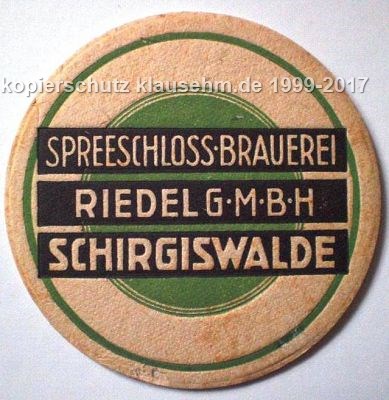 kopierschutz klausehm.de 1999-2017
SPREESCHLOSS·BRAUEREI
RIEDEL G·M·B·H
SCHIRGISWALDE